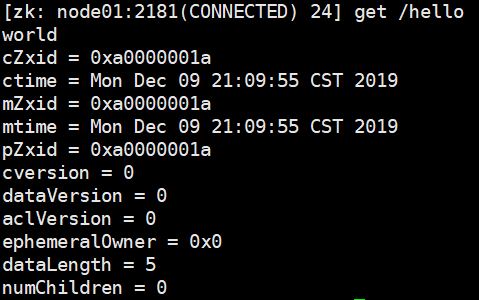 [zk: node01:2181(CONNECTED) 24] get /hello
world
cZxid = 0xa0000001a
ctime = Mon Dec 09 21:09:55 CST 2019
mZxid = 0xa0000001a
mtime = Mon Dec 09 21:09:55 CST 2019
pZxid = 0xa0000001a
cversion = 0
dataVersion = 0
aclVersion = 0
ephemeralOwner = 0x0
dataLength = 5
numChildren = 0